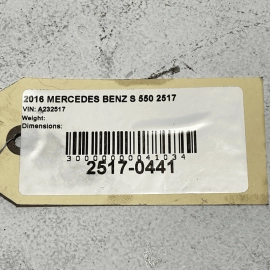 2016 MERCEDES BENZ S 550 2517
VIN: A232517
Weight:
Dimensions:
30000000041034
2517-0441